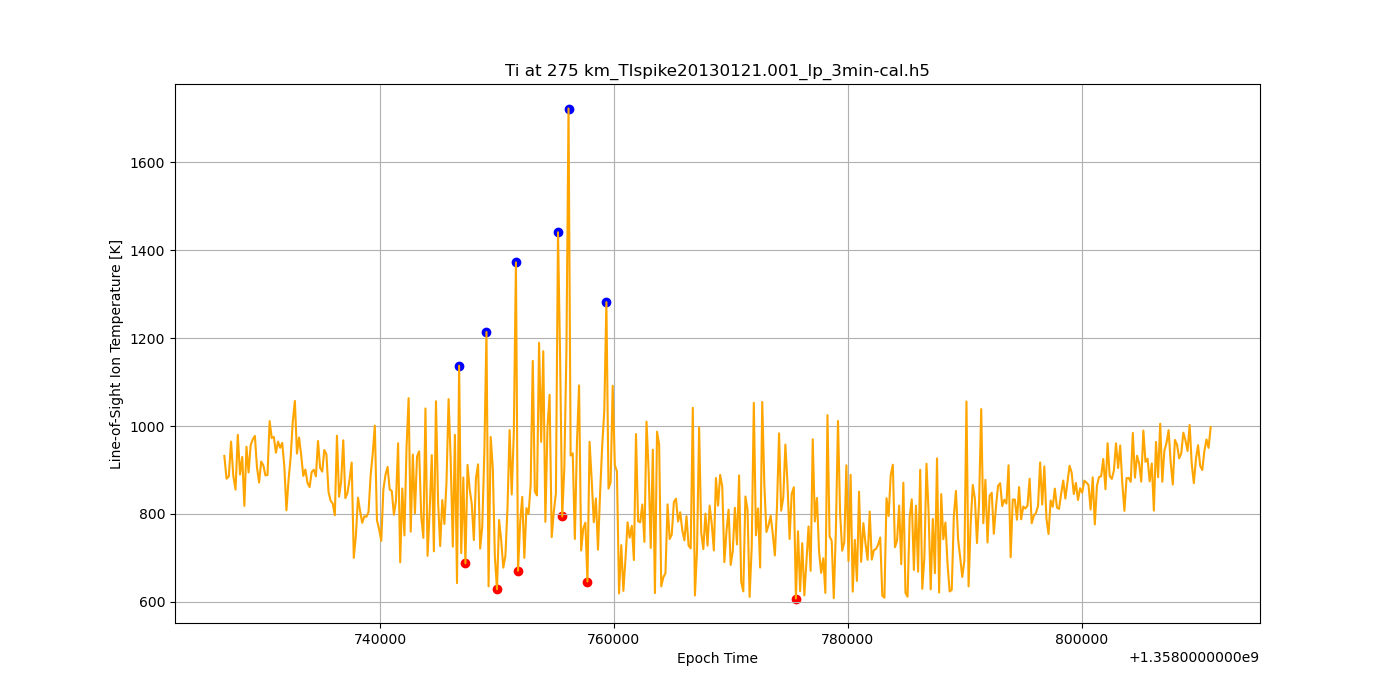 Ti at 275 km_TIspike20130121.001_lp_3min-cal.h5
Line-of-Sight Ion Temperature [K]
1600
1400
1200
1000
800
600
740000
760000
780000
800000
Epoch Time
+1.3580000000e9